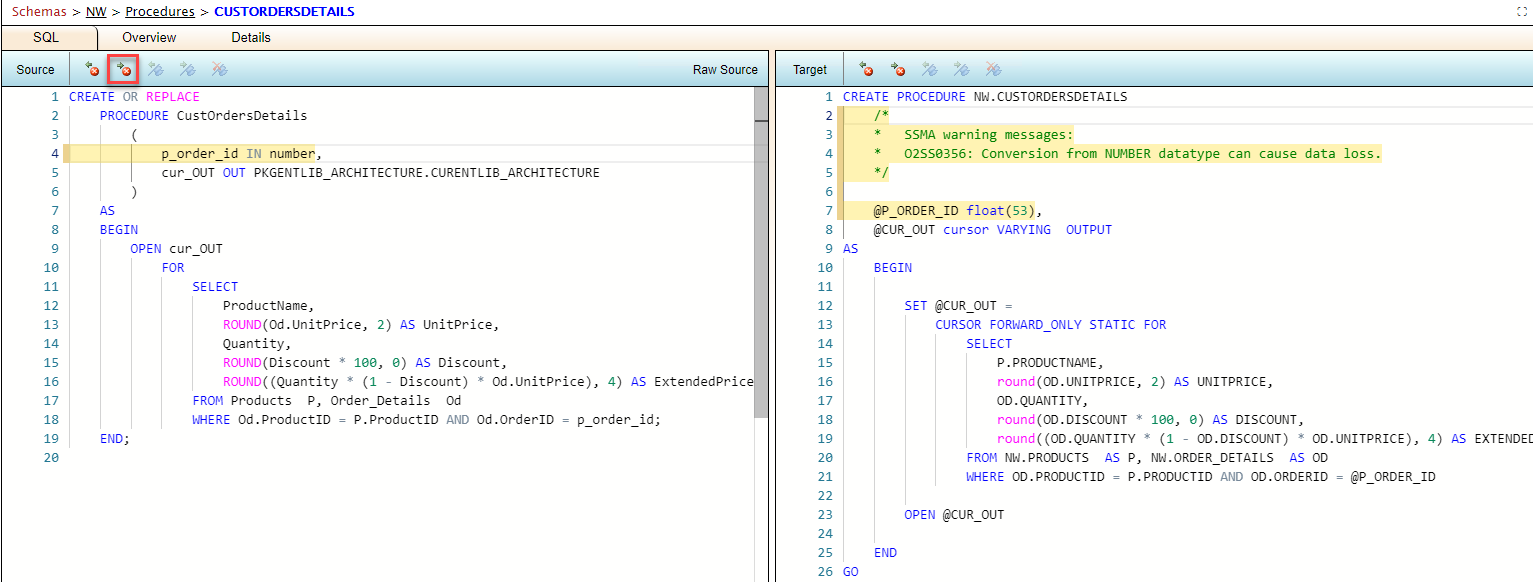 Schemas > NW > Procedures > CUSTORDERSDETAILS
SQL Overview Details
Source Raw Source
1 CREATE OR REPLACE
2 PROCEDURE CustOrdersDetails
3 (
4 p_order_id IN number,
5 cur_OUT OUT PKGENTLIB_ARCHITECTURE.CURENTLIB_ARCHITECTURE
6 )
7 AS
8 BEGIN
9 OPEN cur_OUT
10 FOR
11 SELECT
12 ProductName,
13 ROUND(Od.UnitPrice, 2) AS UnitPrice,
14 Quantity,
15 ROUND(Discount * 100, 0) AS Discount,
16 ROUND((Quantity * (1 - Discount) * Od.UnitPrice), 4) AS ExtendedPrice
17 FROM Products P, Order_Details Od
18 WHERE Od.ProductID = P.ProductID AND Od.OrderID = p_order_id;
19 END;
20
Target
1 CREATE PROCEDURE NW.CUSTORDERSDETAILS
2 /*
3 * SSMA warning messages:
4 * O2SS0356: Conversion from NUMBER datatype can cause data loss.
5 */
6
7 @P_ORDER_ID float(53),
8 @CUR_OUT cursor VARYING OUTPUT
9 AS
10 BEGIN
11
12 SET @CUR_OUT =
13 CURSOR FORWARD_ONLY STATIC FOR
14 SELECT
15 P.PRODUCTNAME,
16 round(OD.UNITPRICE, 2) AS UNITPRICE,
17 OD.QUANTITY,
18 round(OD.DISCOUNT * 100, 0) AS DISCOUNT,
19 round((OD.QUANTITY * (1 - OD.DISCOUNT) * OD.UNITPRICE), 4) AS EXTENDED
20 FROM NW.PRODUCTS AS P, NW.ORDER_DETAILS AS OD
21 WHERE OD.PRODUCTID = P.PRODUCTID AND OD.ORDERID = @P_ORDER_ID
22
23 OPEN @CUR_OUT
24
25 END
26 GO